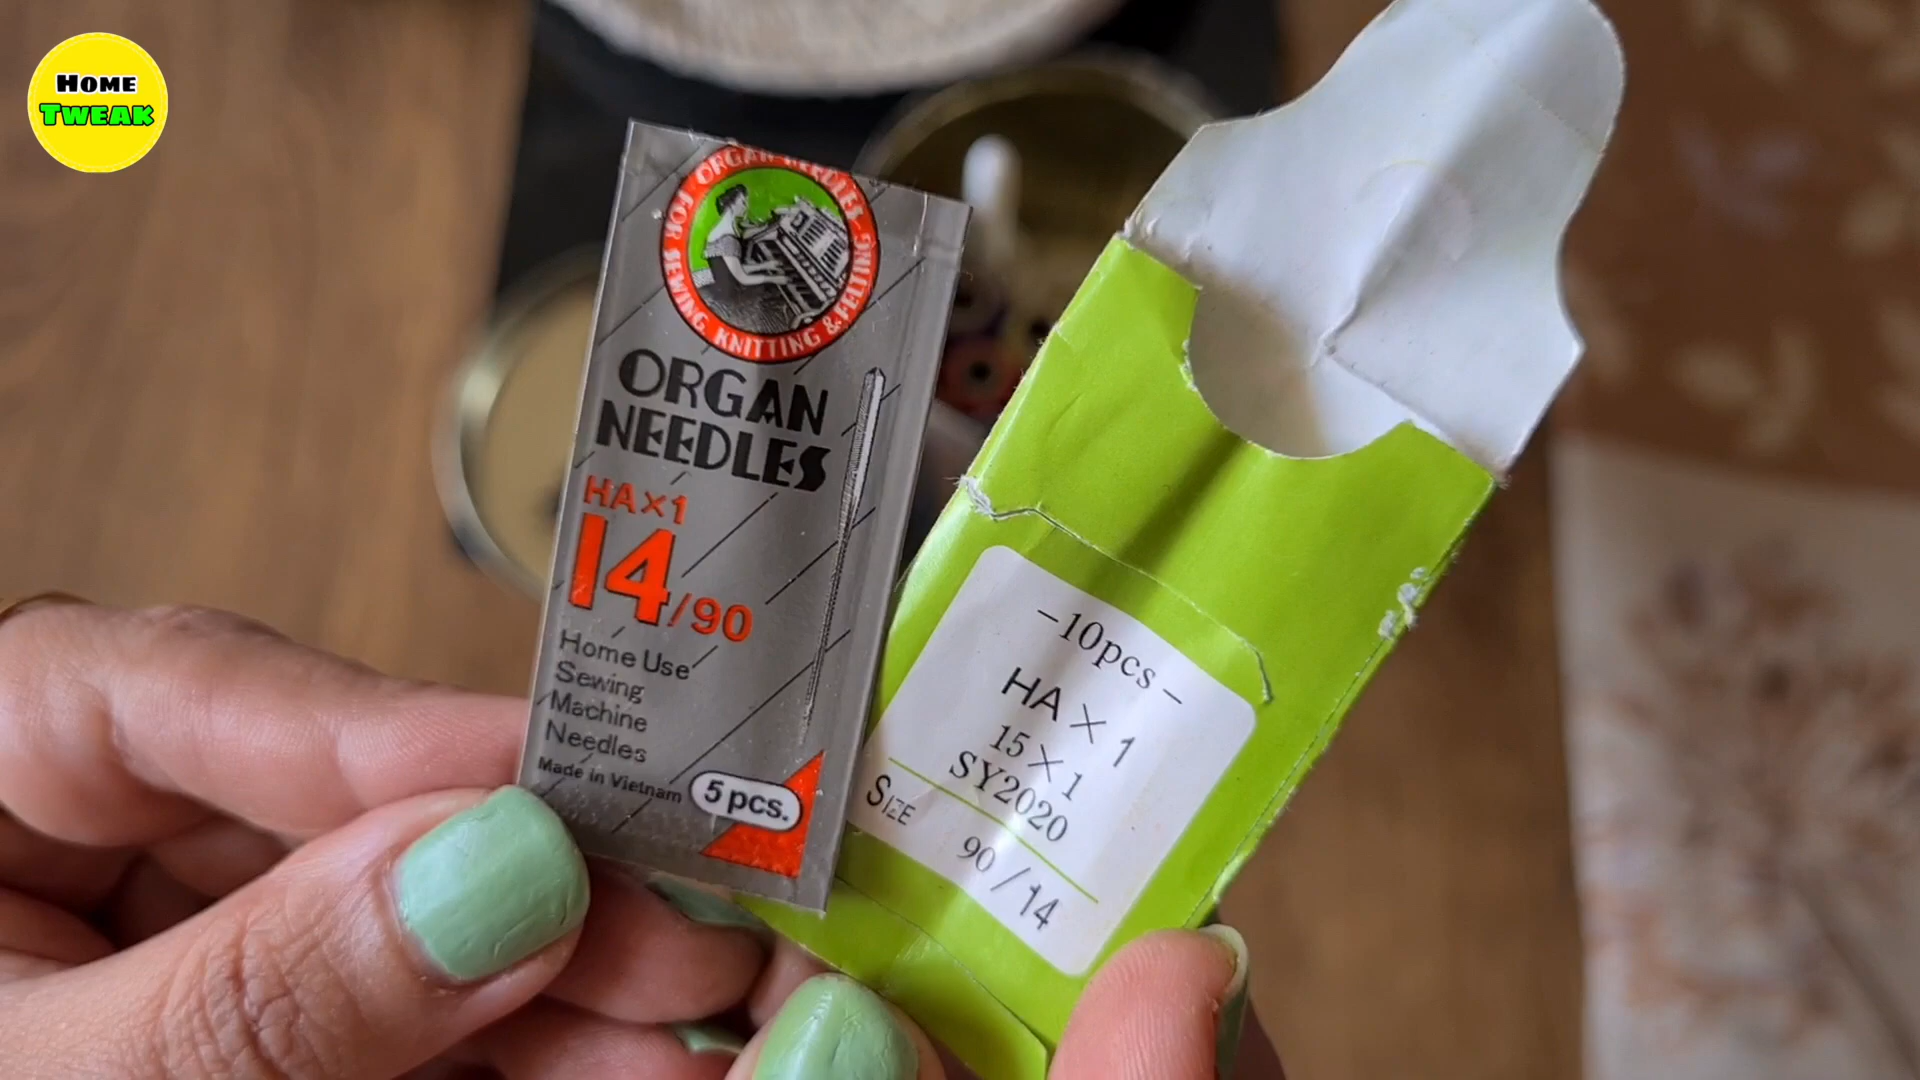 HOME
TWEAK
ORGAN NEEDLES
FOR SEWING, KNITTING & FELTING
ORGAN
NEEDLES
HA×1
14/90
Home Use
Sewing
Machine
Needles
Made in Vietnam
5 pcs.
-10pcs-
HA×1
15×1
SY2020
SIZE 90/14